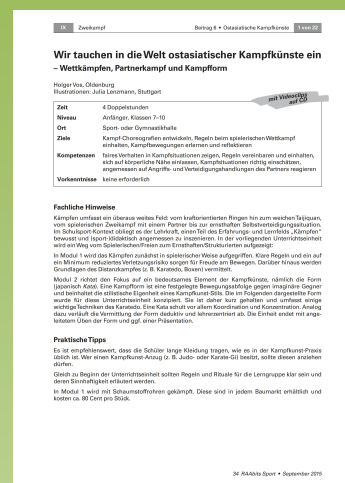 IX Zweikampf Beitrag 6 • Ostasiatische Kampfkünste 1 von 22
Wir tauchen in die Welt ostasiatischer Kampfkünste ein
– Wettkämpfen, Partnerkampf und Kampfform
Holger Vos, Oldenburg
Illustrationen: Julia Lenzmann, Stuttgart
mit Videoclips
auf CD
Zeit 4 Doppelstunden
Niveau Anfänger, Klassen 7–10
Ort Sport- oder Gymnastikhalle
Ziele Kampf-Choreografien entwickeln, Regeln beim spielerischen Wettkampf
einhalten, Kampfbewegungen erlernen und reflektieren
Kompetenzen faires Verhalten in Kampfsituationen zeigen, Regeln vereinbaren und einhalten,
sich auf körperliche Nähe einlassen, Kampfsituationen richtig einschätzen,
angemessen auf Angriffs- und Verteidigungshandlungen des Partners reagieren
Vorkenntnisse keine erforderlich
Fachliche Hinweise
Kämpfen umfasst ein überaus weites Feld: vom kraftorientierten Ringen hin zum weichen Taijiquan,
vom spielerischen Zweikampf mit einem Partner bis zur ernsthaften Selbstverteidigungssituation.
Im Schulsport-Kontext obliegt es der Lehrkraft, einen Teil des Erfahrungs- und Lernfelds „Kämpfen“
bewusst und (sport-)didaktisch angemessen zu inszenieren. In der vorliegenden Unterrichtseinheit
wird ein Weg vom Spielerischen/Freien zum Ernsthaften/Strukturierten aufgezeigt:
In Modul 1 wird das Kämpfen zunächst in spielerischer Weise aufgegriffen. Klare Regeln und ein auf
ein Minimum reduziertes Verletzungsrisiko sorgen für Freude am Bewegen. Darüber hinaus werden
Grundlagen des Distanzkampfes (z. B. Karatedo, Boxen) vermittelt.
Modul 2 richtet den Fokus auf ein bedeutsames Element der Kampfkünste, nämlich die Form
(japanisch Kata). Eine Kampfform ist eine festgelegte Bewegungsabfolge gegen imaginäre Gegner
und beinhaltet die stilistische Eigenheit eines Kampfkunst-Stils. Die im Folgenden dargestellte Form
wurde für diese Unterrichtseinheit konzipiert. Sie ist daher kurz gehalten und umfasst einige
wichtige Techniken des Karatedo. Eine Kata schult vor allem Koordination und Konzentration. Analog
dazu verläuft die Vermittlung der Form deduktiv und lehrerzentriert ab. Die Einheit endet mit ange-
leitetem Üben der Form und ggf. einer Präsentation.
Praktische Tipps
Es ist empfehlenswert, dass die Schüler lange Kleidung tragen, wie es in der Kampfkunst-Praxis
üblich ist. Wer einen Kampfkunst-Anzug (z. B. Judo- oder Karate-Gi) besitzt, sollte diesen anziehen
dürfen.
Gleich zu Beginn der Unterrichtseinheit sollten Regeln und Rituale für die Lerngruppe klar sein und
deren Sinnhaftigkeit erläutert werden.
In Modul 1 wird mit Schaumstoffrohren gekämpft. Diese sind in jedem Baumarkt erhältlich und
kosten ca. 80 Cent pro Stück.
34 RAAbits Sport • September 2015